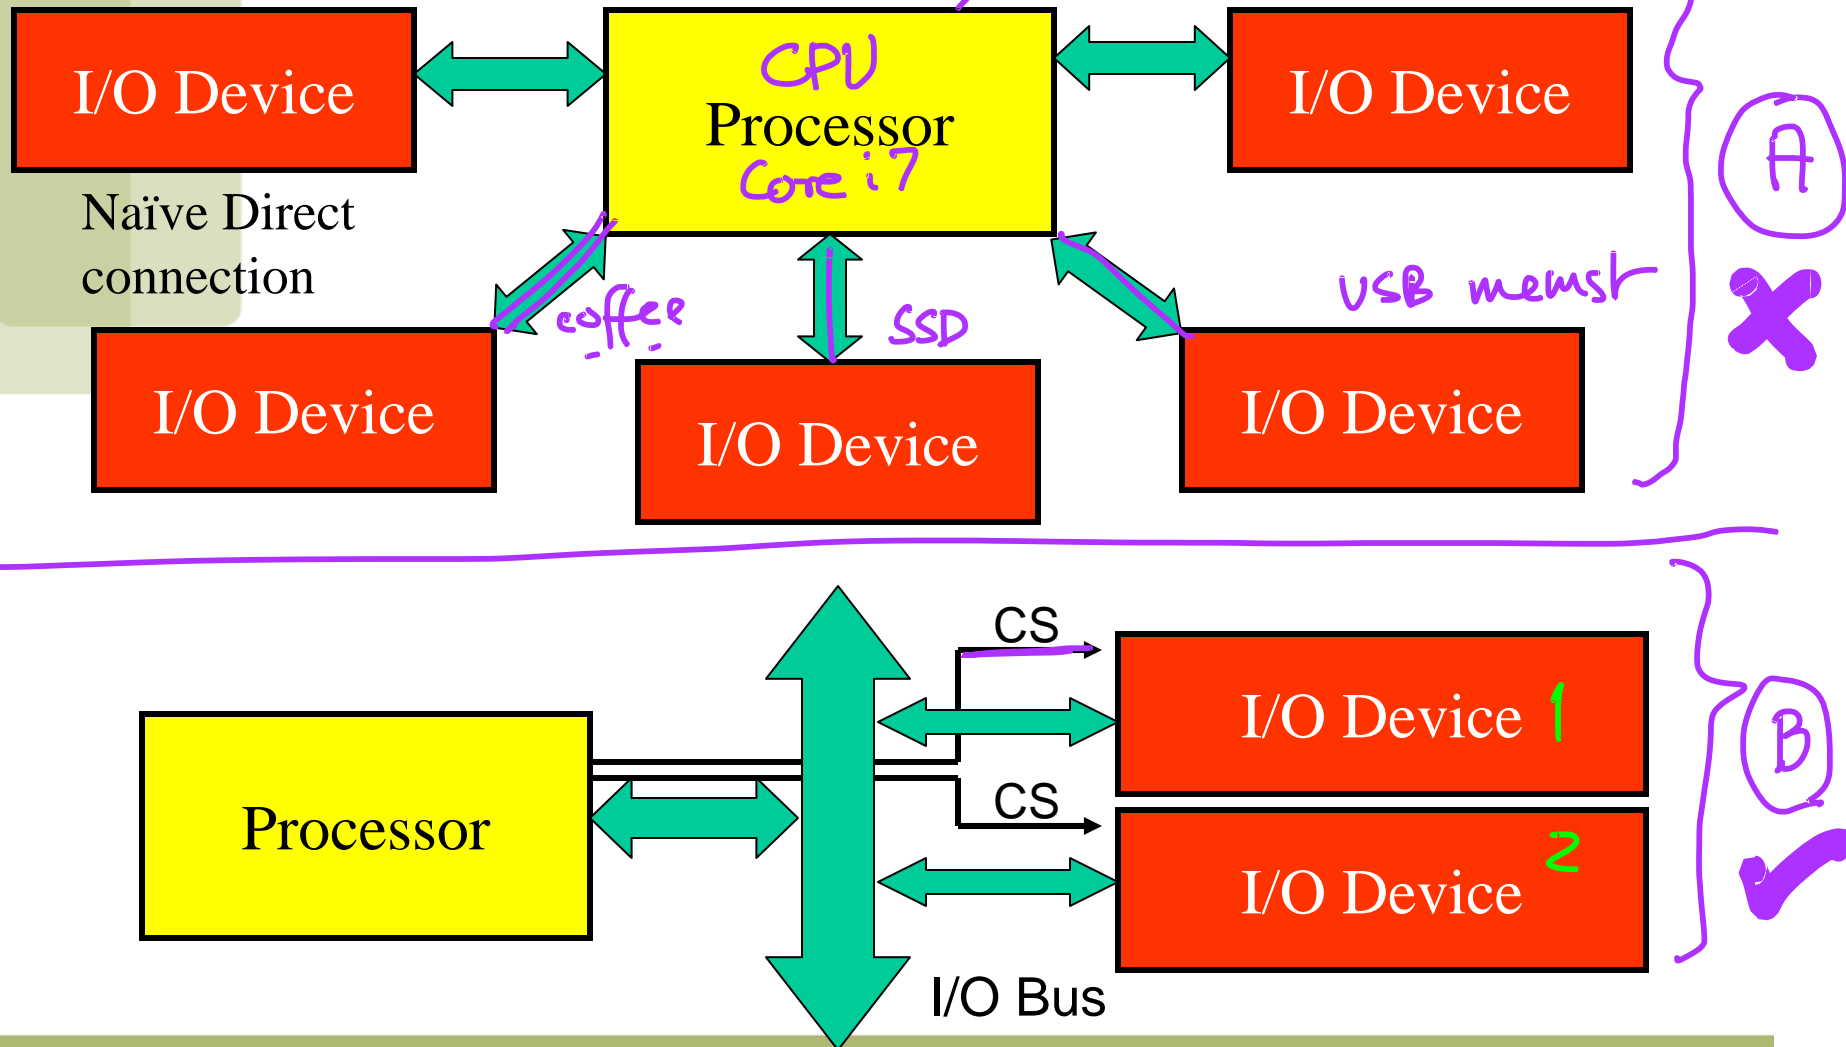 I/O Device
CPU
Processor
Core i7
I/O Device
A
Naïve Direct
connection
coffee
SSD
USB memst
I/O Device
I/O Device
I/O Device
CS
I/O Device 1
B
Processor
CS
I/O Device 2
I/O Bus